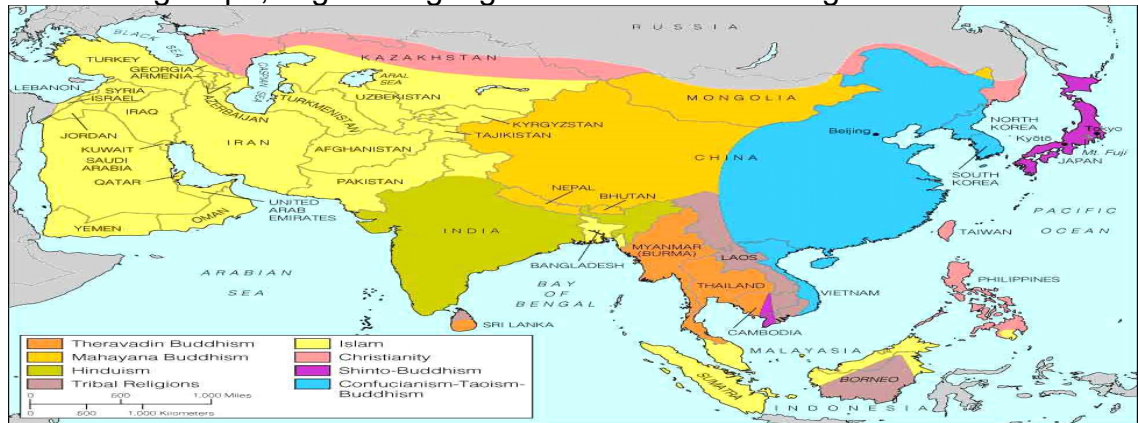 RUSSIA
BLACK SEA
KAZAKHSTAN
TURKEY
GEORGIA
ARMENIA
CASPIAN SEA
ARAL SEA
LEBANON
SYRIA
ISRAEL
AZERBAIJAN
TURKMENISTAN
UZBEKISTAN
MONGOLIA
IRAQ
KYRGYZSTAN
TAJIKISTAN
Beijing
NORTH KOREA
Kyōtō
Tokyo
Mt. Fuji
JAPAN
JORDAN
IRAN
KUWAIT
AFGHANISTAN
CHINA
SAUDI ARABIA
SOUTH KOREA
QATAR
PAKISTAN
NEPAL
BHUTAN
UNITED ARAB EMIRATES
OMAN
YEMEN
INDIA
PACIFIC OCEAN
TAIWAN
MYANMAR (BURMA)
LAOS
BANGLADESH
ARABIAN SEA
BAY OF BENGAL
THAILAND
VIETNAM
PHILIPPINES
SRI LANKA
CAMBODIA
MALAYASIA
SUMATRA
BORNEO
INDONESIA
Theravadin Buddhism
Mahayana Buddhism
Hinduism
Tribal Religions
Islam
Christianity
Shinto-Buddhism
Confucianism-Taoism-
Buddhism
0 500 1,000 Miles
0 500 1,000 Kilometers